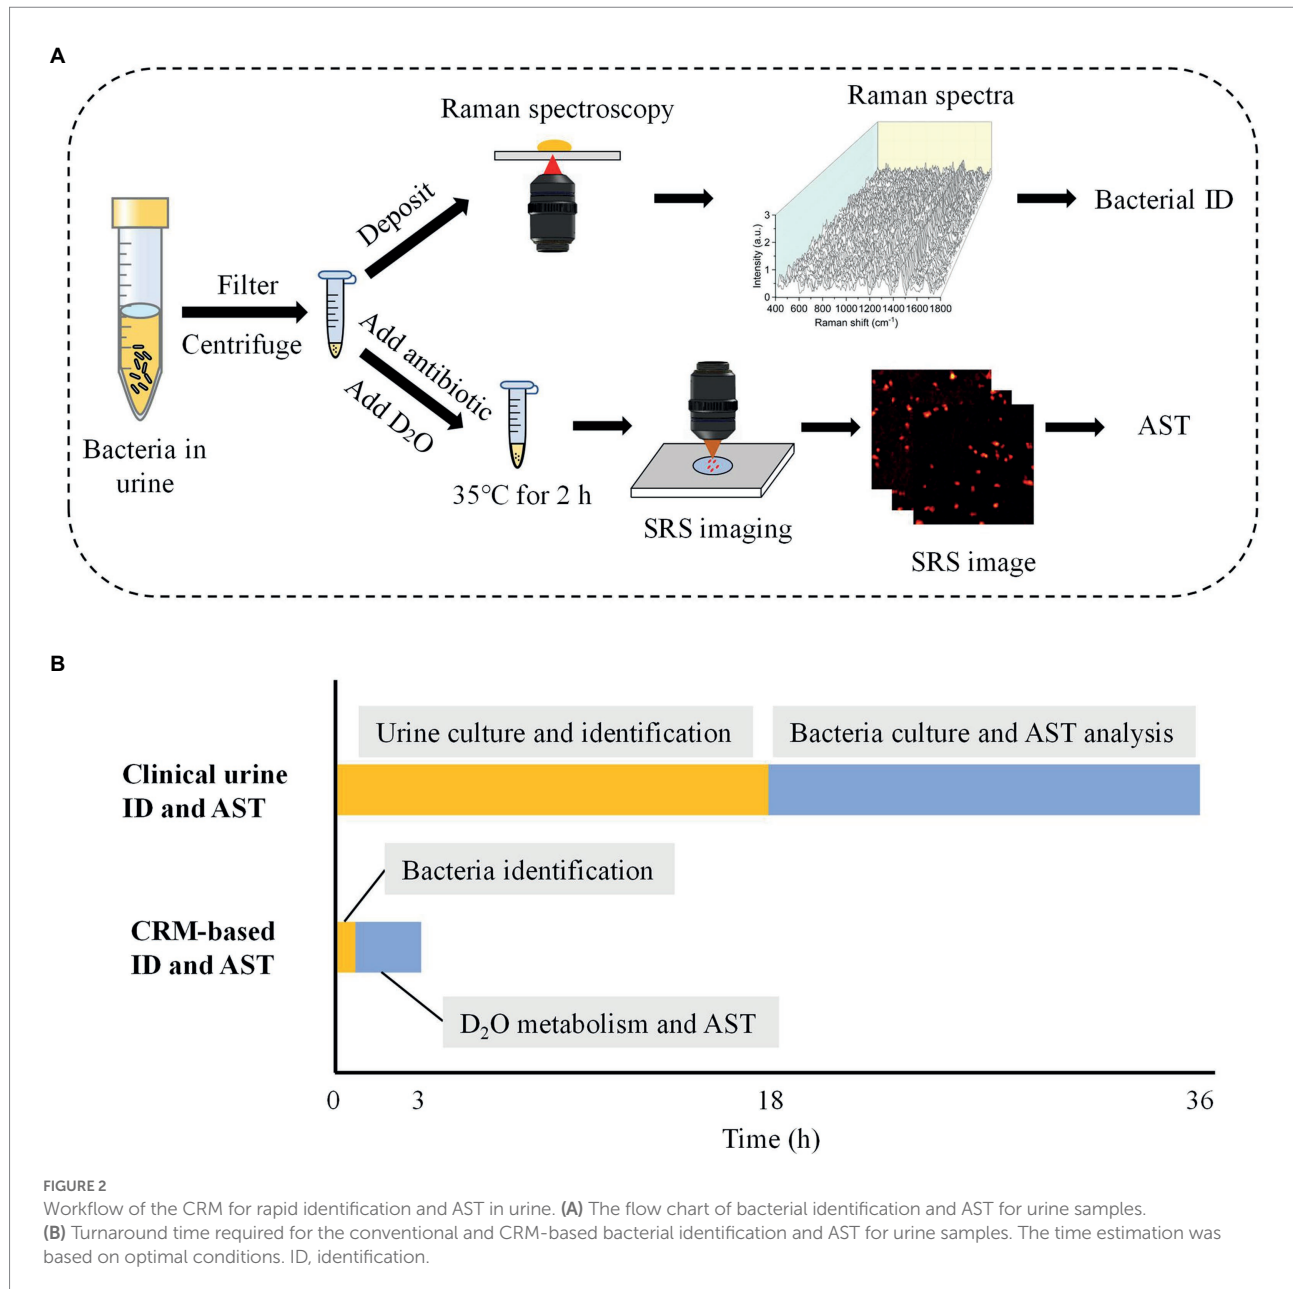 A
Raman spectroscopy
Raman spectra
Deposit
Intensity (a.u.)
3
2
1
0
400 600 800 1000 1200 1400 1600 1800
Raman shift (cm⁻¹)
Bacterial ID
Filter
Centrifuge
Bacteria in
urine
Add antibiotic
Add D₂O
35°C for 2 h
SRS imaging
SRS image
AST
B
Urine culture and identification
Bacteria culture and AST analysis
Clinical urine
ID and AST
Bacteria identification
CRM-based
ID and AST
D₂O metabolism and AST
0 3 18 36
Time (h)
FIGURE 2
Workflow of the CRM for rapid identification and AST in urine. (A) The flow chart of bacterial identification and AST for urine samples.
(B) Turnaround time required for the conventional and CRM-based bacterial identification and AST for urine samples. The time estimation was
based on optimal conditions. ID, identification.